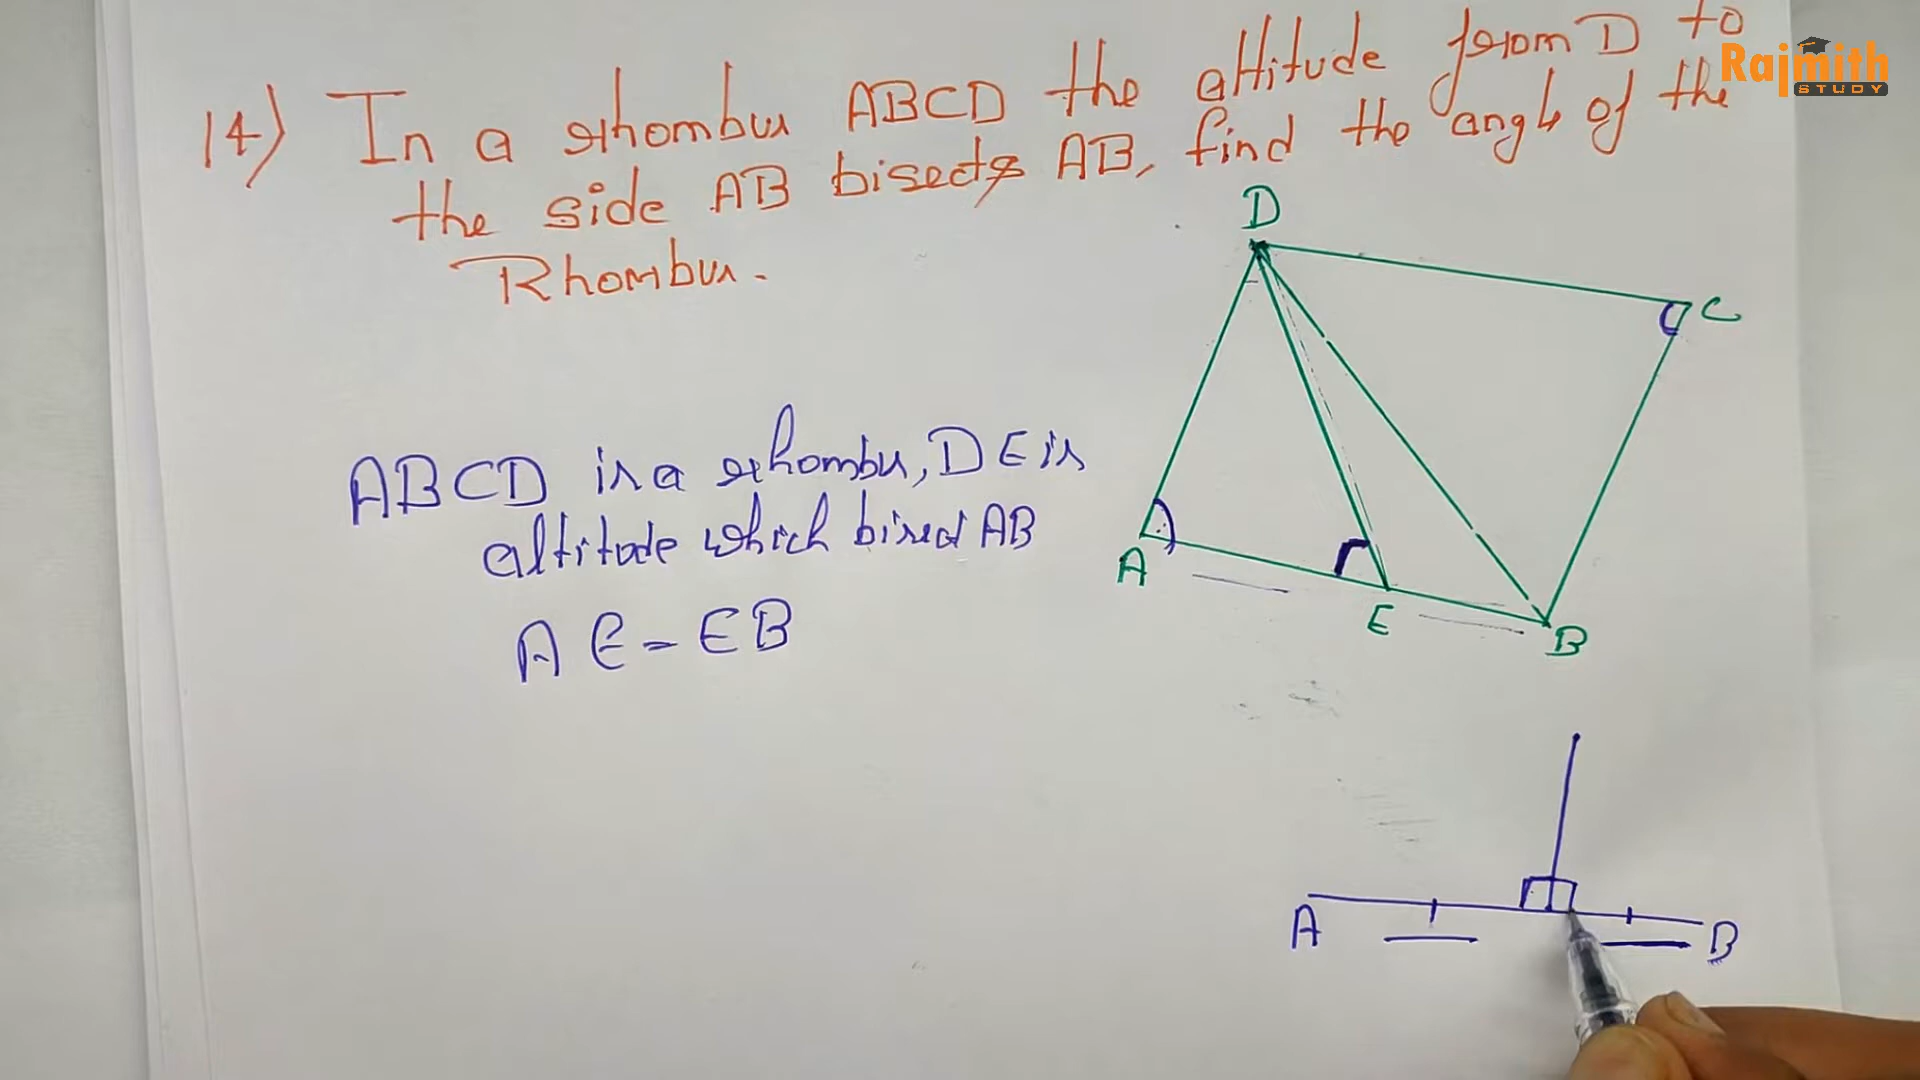 14) In a rhombus ABCD the altitude from D to
the side AB bisects AB, find the angle of the
Rhombus.
Rajmith
STUDY
D
C
A
E
B
ABCD is a rhombus, DE is
altitude which bisect AB
AE = EB
A
B